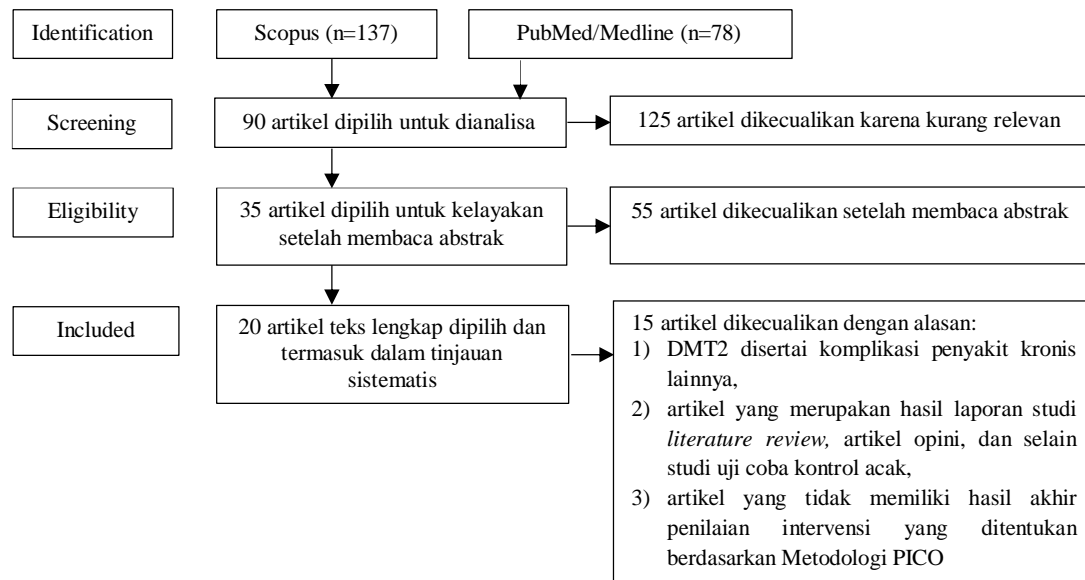 Identification
Scopus (n=137)
PubMed/Medline (n=78)
Screening
90 artikel dipilih untuk dianalisa
125 artikel dikecualikan karena kurang relevan
Eligibility
35 artikel dipilih untuk kelayakan
setelah membaca abstrak
55 artikel dikecualikan setelah membaca abstrak
Included
20 artikel teks lengkap dipilih dan
termasuk dalam tinjauan
sistematis
15 artikel dikecualikan dengan alasan:
1) DMT2 disertai komplikasi penyakit kronis
lainnya,
2) artikel yang merupakan hasil laporan studi
literature review, artikel opini, dan selain
studi uji coba kontrol acak,
3) artikel yang tidak memiliki hasil akhir
penilaian intervensi yang ditentukan
berdasarkan Metodologi PICO